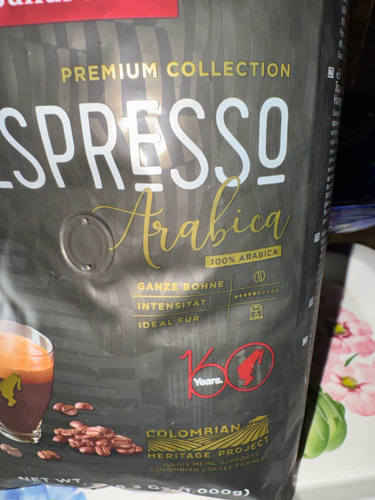 PREMIUM COLLECTION
ESPRESSO
Arabica
100% ARABICA
GANZE BOHNE
INTENSITÄT
IDEAL FÜR
160
Years.
COLOMBIAN
HERITAGE PROJECT
JULIUS MEINL SUPPORTS
COLOMBIAN COFFEE FARMERS
NET WT.